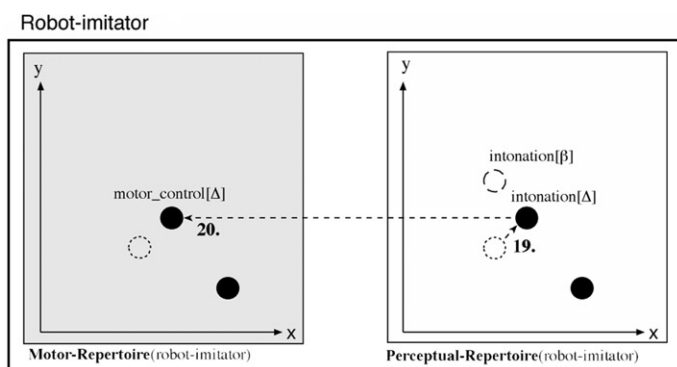 Robot-imitator
y
motor_control[Δ]
20.
x
Motor-Repertoire(robot-imitator)
y
intonation[β]
intonation[Δ]
19.
x
Perceptual-Repertoire(robot-imitator)